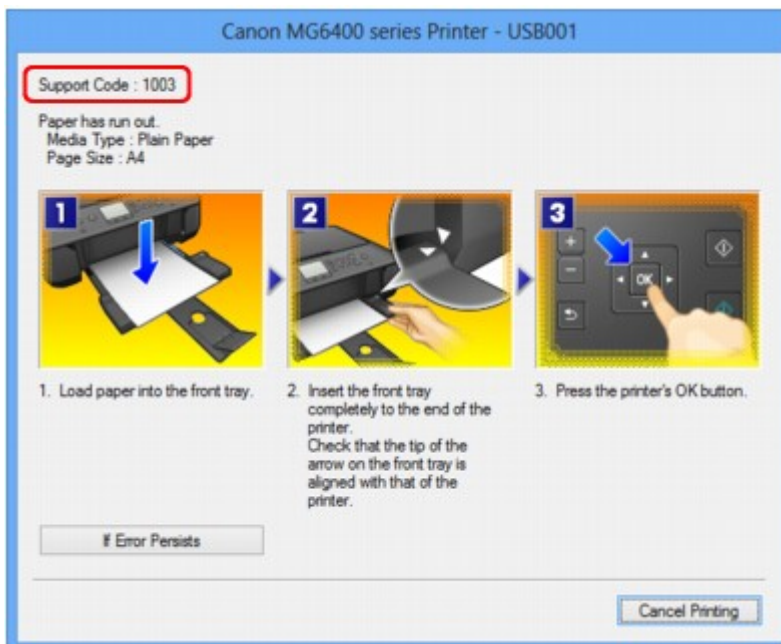 Canon MG6400 series Printer - USB001
Support Code : 1003
Paper has run out.
Media Type : Plain Paper
Page Size : A4
1
2
3
OK
1. Load paper into the front tray.
2. Insert the front tray
completely to the end of the
printer.
Check that the tip of the
arrow on the front tray is
aligned with that of the
printer.
3. Press the printer's OK button.
If Error Persists
Cancel Printing